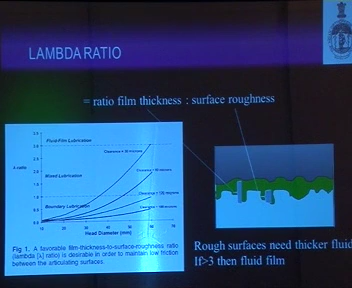 LAMBDA RATIO
= ratio film thickness : surface roughness
Fluid-Film Lubrication
Mixed Lubrication
Boundary Lubrication
Head Diameter (mm)
Fig 1. A favorable film-thickness-to-surface-roughness ratio
(lambda [λ] ratio) is desirable in order to maintain low friction
between the articulating surfaces.
Rough surfaces need thicker fluid
If>3 then fluid film